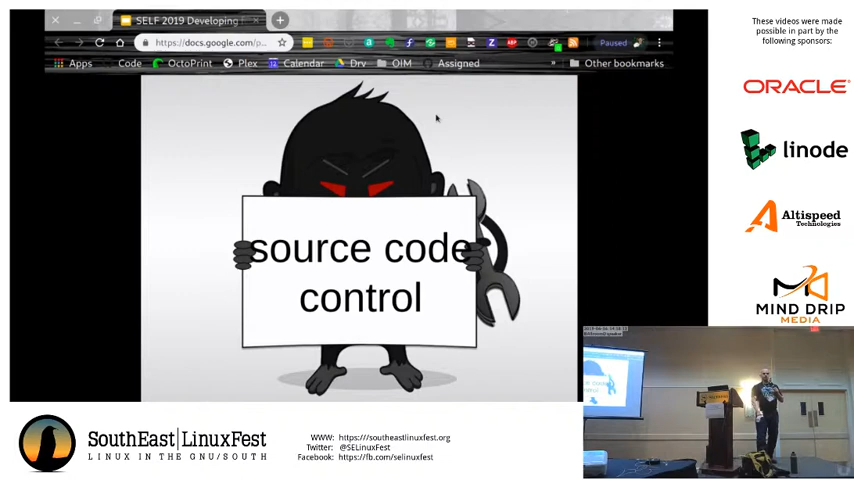 SELF 2019 Developing
https://docs.google.com/p...
Paused
Apps
Code
OctoPrint
Plex
Calendar
Drv
OIM
Assigned
»
Other bookmarks
source code
control
These videos were made
possible in part by the
following sponsors:
ORACLE
linode
Altispeed
Technologies
MIND DRIP
MEDIA
SouthEast|LinuxFest
LINUX IN THE GNU/SOUTH
WWW: https://southeastlinuxfest.org
Twitter: @SELinuxFest
Facebook: https://fb.com/selinuxfest